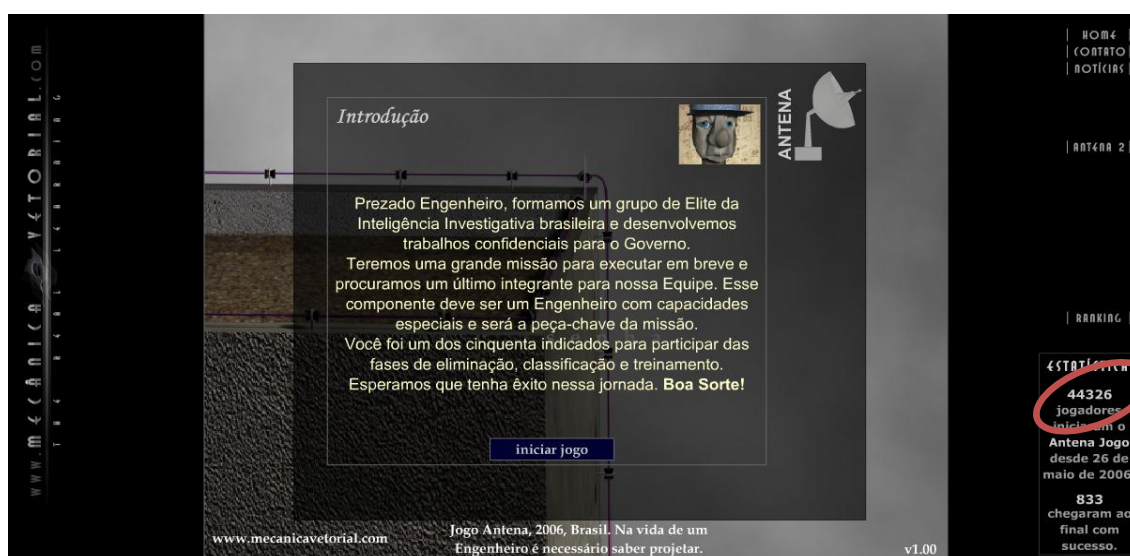 www.MECÂNICA VETORIAL.com
THE REAL LEARNING
Introdução
ANTENA
Prezado Engenheiro, formamos um grupo de Elite da
Inteligência Investigativa brasileira e desenvolvemos
trabalhos confidenciais para o Governo.
Teremos uma grande missão para executar em breve e
procuramos um último integrante para nossa Equipe. Esse
componente deve ser um Engenheiro com capacidades
especiais e será a peça-chave da missão.
Você foi um dos cinquenta indicados para participar das
fases de eliminação, classificação e treinamento.
Esperamos que tenha êxito nessa jornada. Boa Sorte!
iniciar jogo
www.mecanicavetorial.com
Jogo Antena, 2006, Brasil. Na vida de um
Engenheiro é necessário saber projetar.
v1.00
| HOME |
| CONTATO |
| NOTÍCIAS |
| ANTENA 2 |
| RANKING |
ESTATÍSTICA
44326
jogadores
iniciaram o
Antena Jogo
desde 26 de
maio de 2006
833
chegaram ao
final com
sucesso.